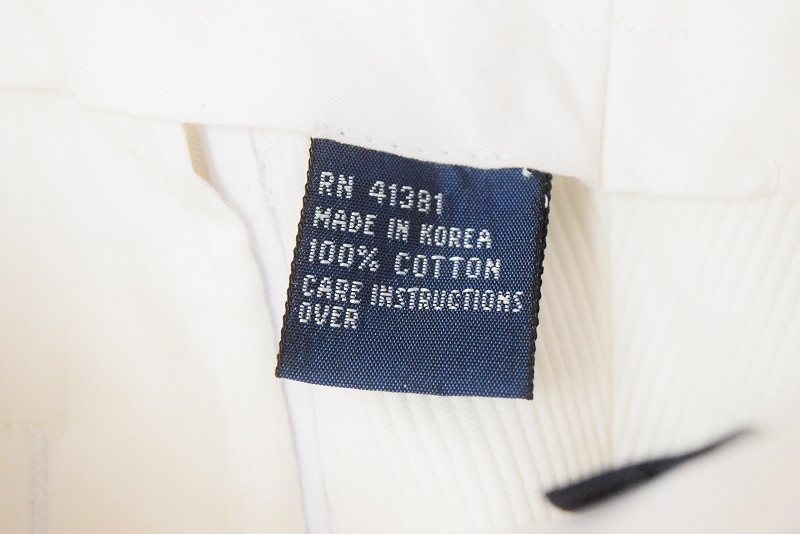 RN 41381
MADE IN KOREA
100% COTTON
CARE INSTRUCTIONS
OVER